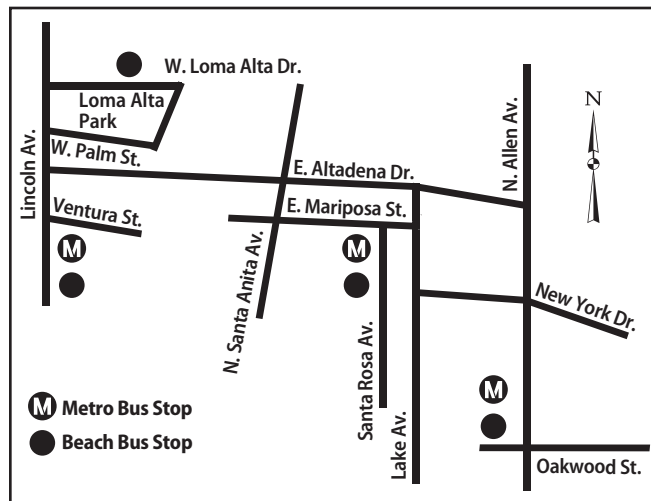 W. Loma Alta Dr.
Loma Alta
Park
N
Lincoln Av.
W. Palm St.
N. Allen Av.
E. Altadena Dr.
Ventura St.
E. Mariposa St.
M
M
N. Santa Anita Av.
New York Dr.
Santa Rosa Av.
Lake Av.
M
M Metro Bus Stop
Beach Bus Stop
Oakwood St.